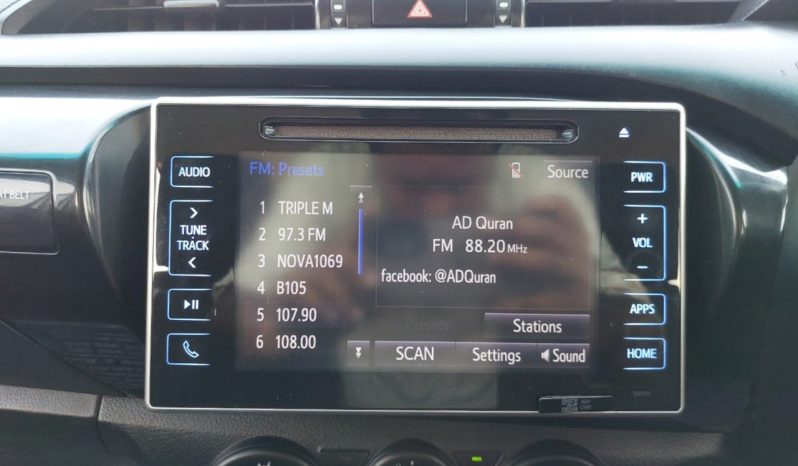 AUDIO
FM: Presets
Source
PWR
TUNE
TRACK
1 TRIPLE M
2 97.3 FM
3 NOVA1069
4 B105
5 107.90
6 108.00
AD Quran
FM 88.20 MHz
facebook: @ADQuran
VOL
APPS
HOME
Presets
Stations
SCAN
Settings
Sound
BELT